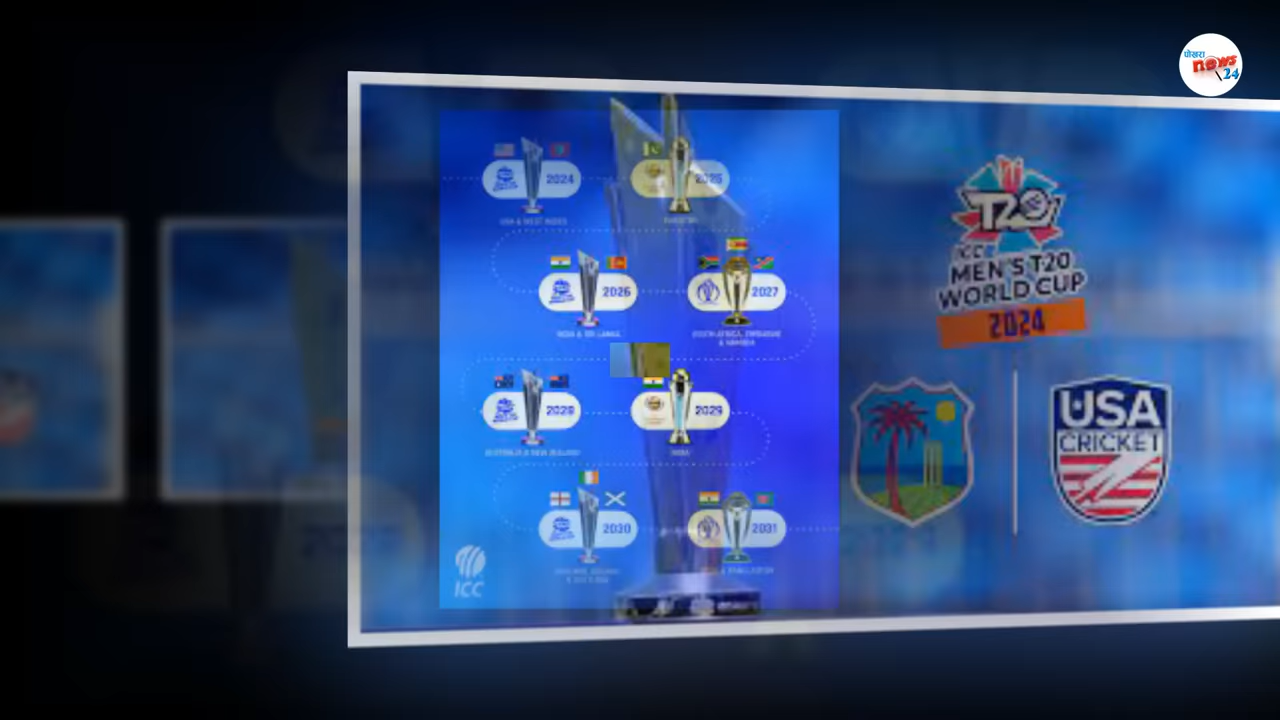 पोखरा
news
24
2024
2025
USA & WEST INDIES
PAKISTAN
2026
2027
INDIA & SRI LANKA
SOUTH AFRICA, ZIMBABWE
& NAMIBIA
2028
2029
AUSTRALIA & NEW ZEALAND
INDIA
2030
2031
ICC
T20
ICC
MEN'S T20
WORLD CUP
2024
USA
CRICKET